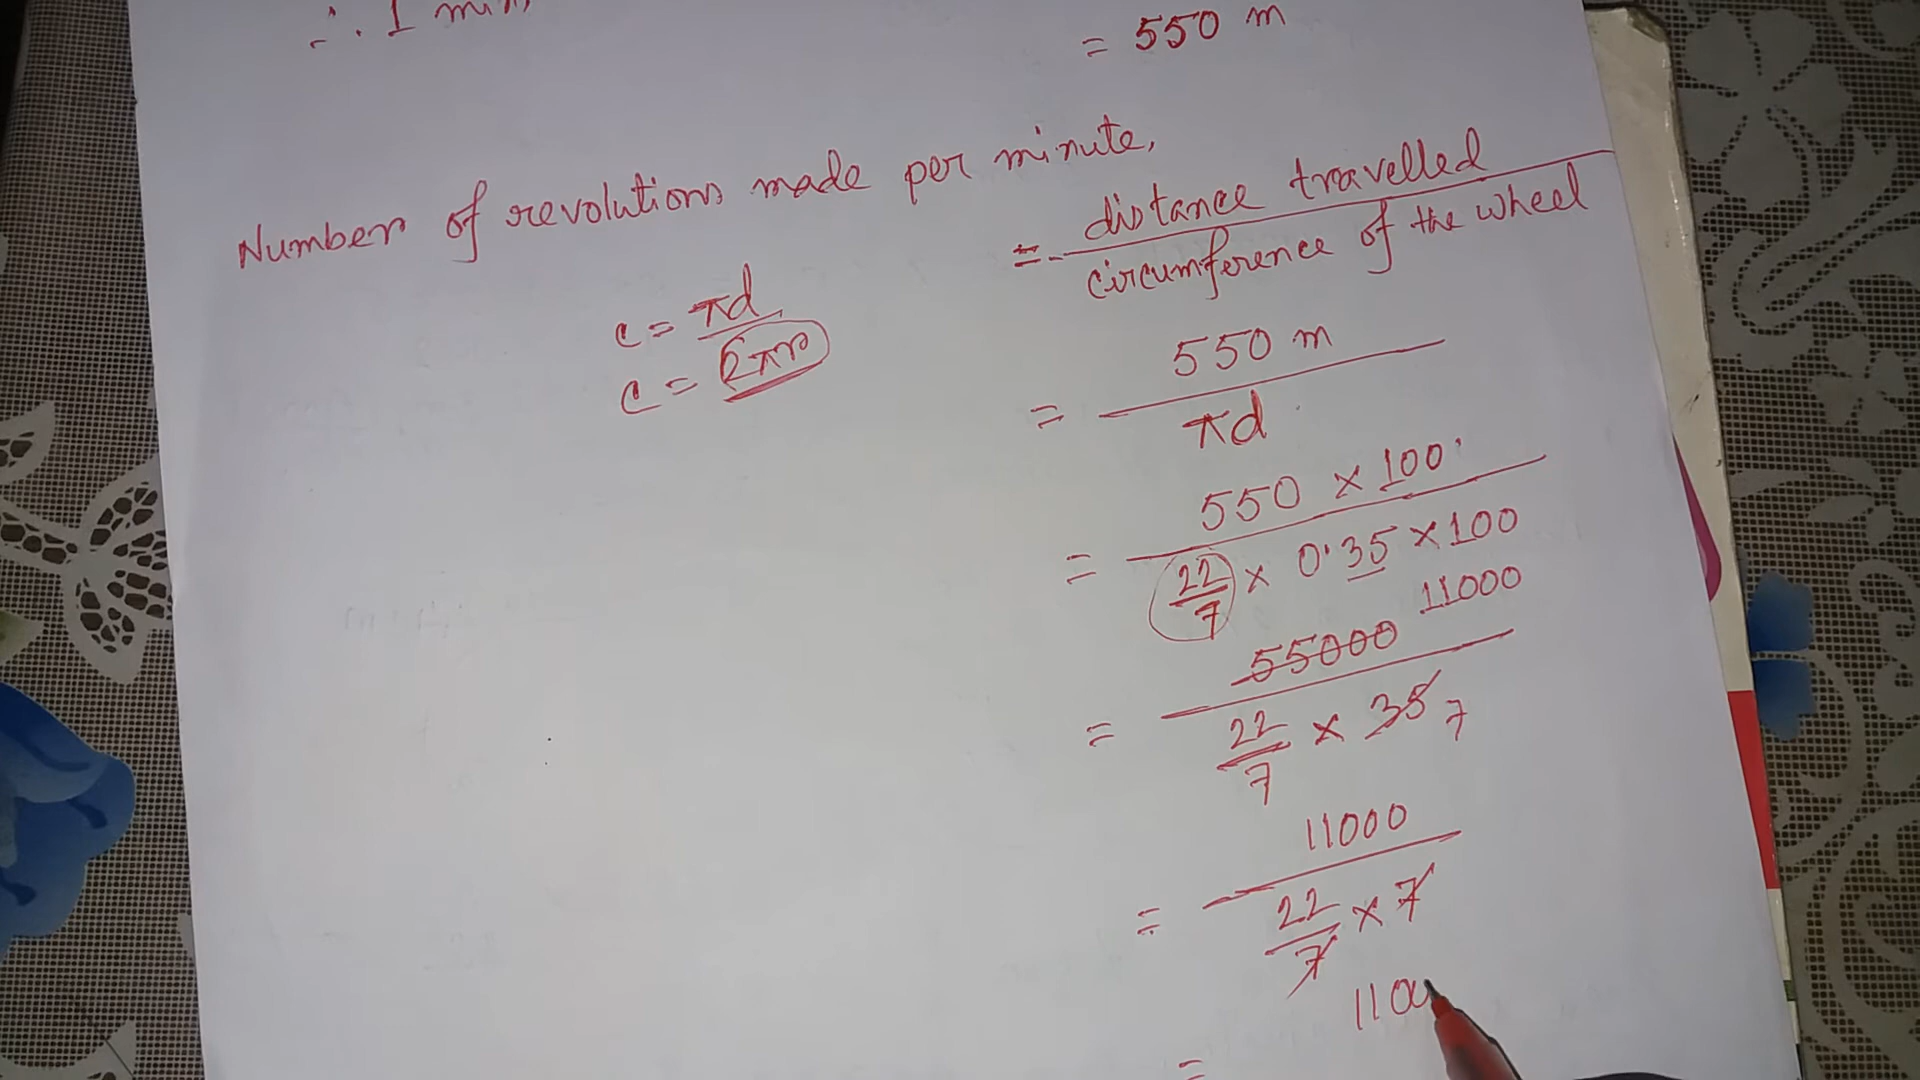 ∴ 1 min,
= 550 m
Number of revolutions made per minute,
= distance travelled
circumference of the wheel
c = πd
c = 2πr
550 m
= πd
550 × 100
= 22/7 × 0.35 × 100
55000 11000
= 22/7 × 35 7
11000
= 22/7 × 7
1100
=